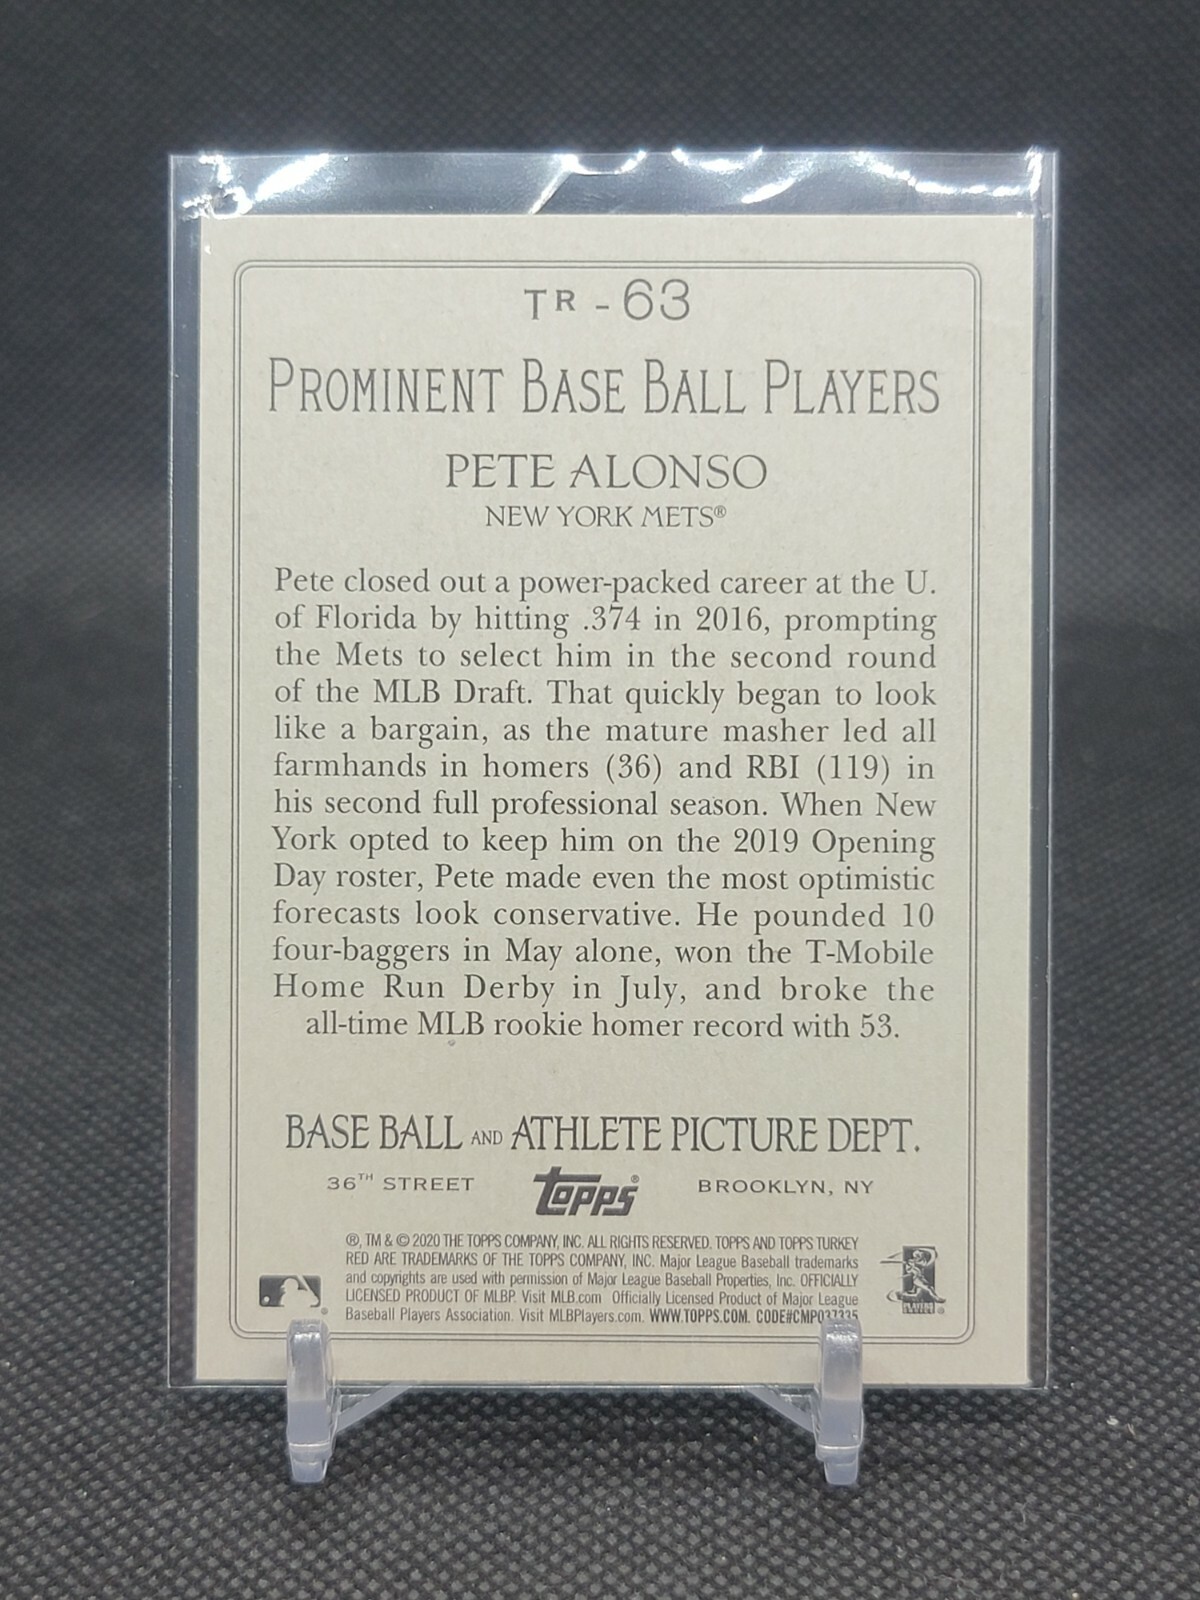 TR - 63
PROMINENT BASE BALL PLAYERS
PETE ALONSO
NEW YORK METS®
Pete closed out a power-packed career at the U.
of Florida by hitting .374 in 2016, prompting
the Mets to select him in the second round
of the MLB Draft. That quickly began to look
like a bargain, as the mature masher led all
farmhands in homers (36) and RBI (119) in
his second full professional season. When New
York opted to keep him on the 2019 Opening
Day roster, Pete made even the most optimistic
forecasts look conservative. He pounded 10
four-baggers in May alone, won the T-Mobile
Home Run Derby in July, and broke the
all-time MLB rookie homer record with 53.
BASE BALL AND ATHLETE PICTURE DEPT.
36TH STREET topps® BROOKLYN, NY
®, TM & © 2020 THE TOPPS COMPANY, INC. ALL RIGHTS RESERVED. TOPPS AND TOPPS TURKEY
RED ARE TRADEMARKS OF THE TOPPS COMPANY, INC. Major League Baseball trademarks
and copyrights are used with permission of Major League Baseball Properties, Inc. OFFICIALLY
LICENSED PRODUCT OF MLBP. Visit MLB.com Officially Licensed Product of Major League
Baseball Players Association. Visit MLBPlayers.com. WWW.TOPPS.COM. CODE#CMP037335